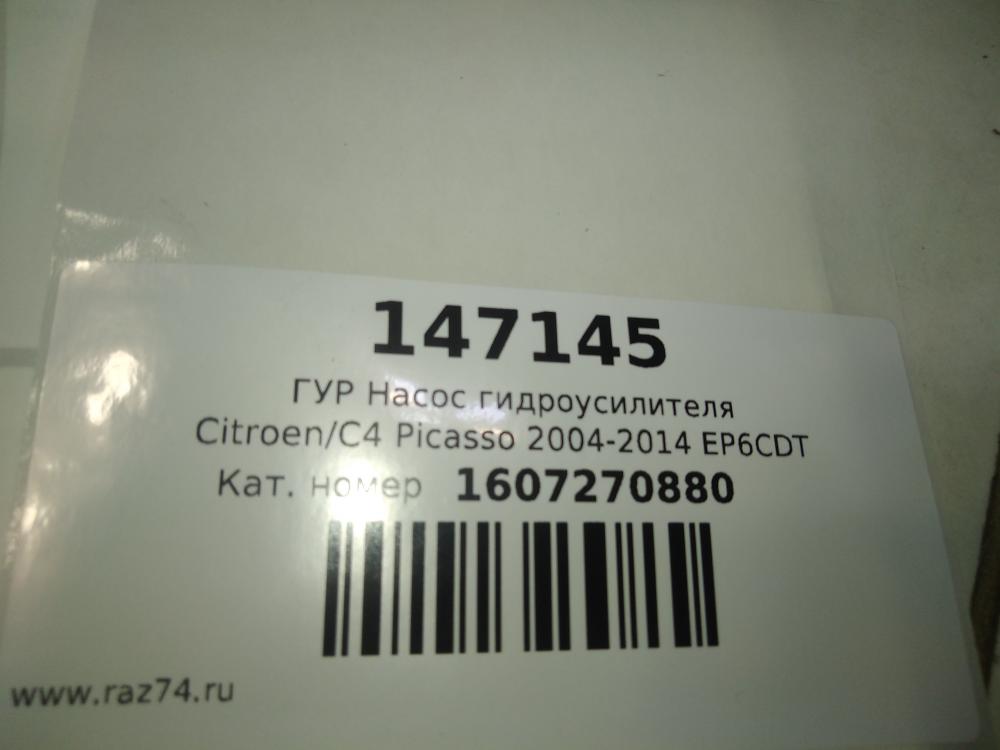 147145
ГУР Насос гидроусилителя
Citroen/C4 Picasso 2004-2014 EP6CDT
Кат. номер 1607270880
www.raz74.ru